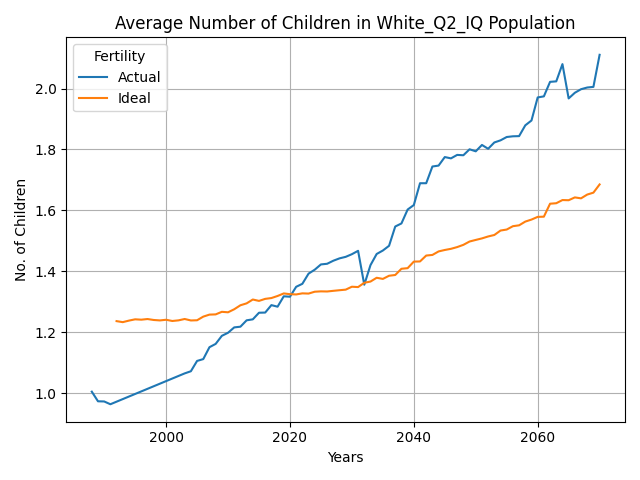 Average Number of Children in White_Q2_IQ Population
Fertility
Actual
Ideal
No. of Children
2.0
1.8
1.6
1.4
1.2
1.0
2000
2020
2040
2060
Years